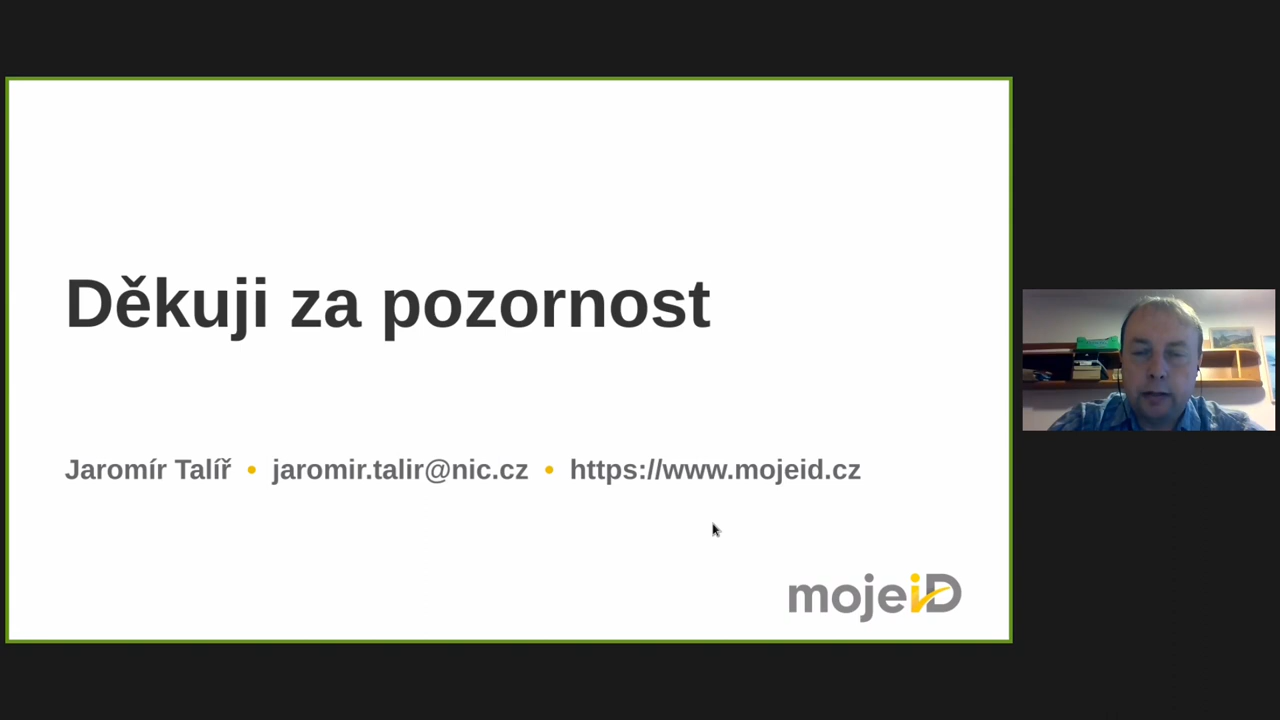 Děkuji za pozornost
Jaromír Talíř • jaromir.talir@nic.cz • https://www.mojeid.cz
mojeiD